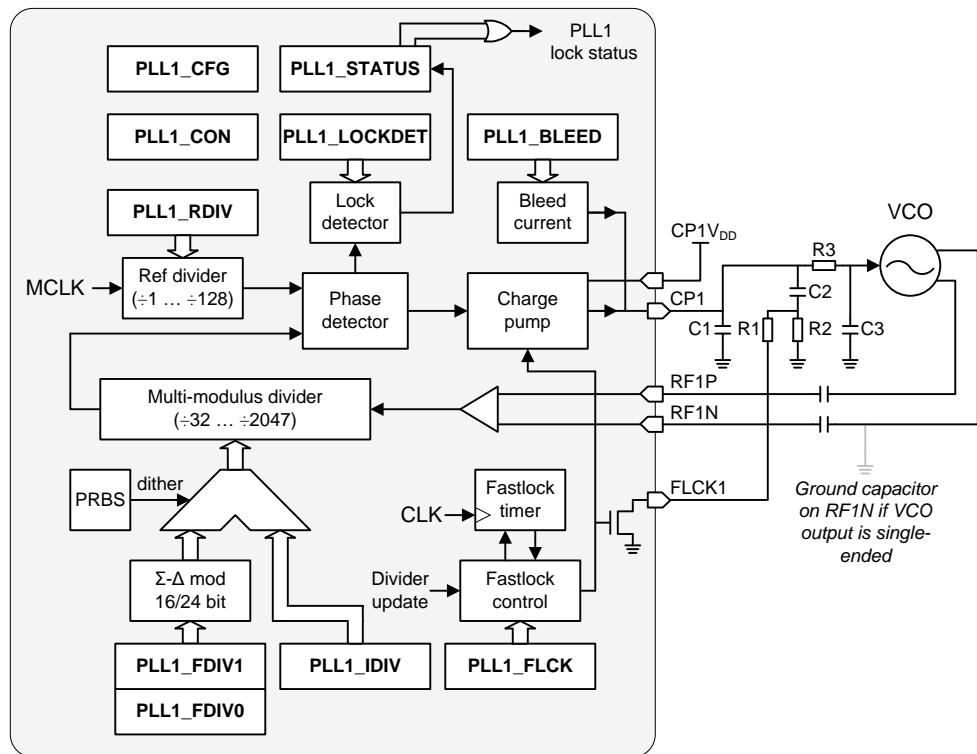 PLL1
lock status
PLL1_CFG
PLL1_STATUS
PLL1_CON
PLL1_LOCKDET
PLL1_BLEED
PLL1_RDIV
Lock
detector
Bleed
current
VCO
CP1VDD
MCLK
Ref divider
(÷1 ... ÷128)
Phase
detector
Charge
pump
CP1
R3
C2
C1
R1
R2
C3
Multi-modulus divider
(÷32 ... ÷2047)
RF1P
RF1N
PRBS
dither
CLK
Fastlock
timer
FLCK1
Ground capacitor
on RF1N if VCO
output is single-
ended
Σ-Δ mod
16/24 bit
Divider
update
Fastlock
control
PLL1_FDIV1
PLL1_IDIV
PLL1_FLCK
PLL1_FDIV0